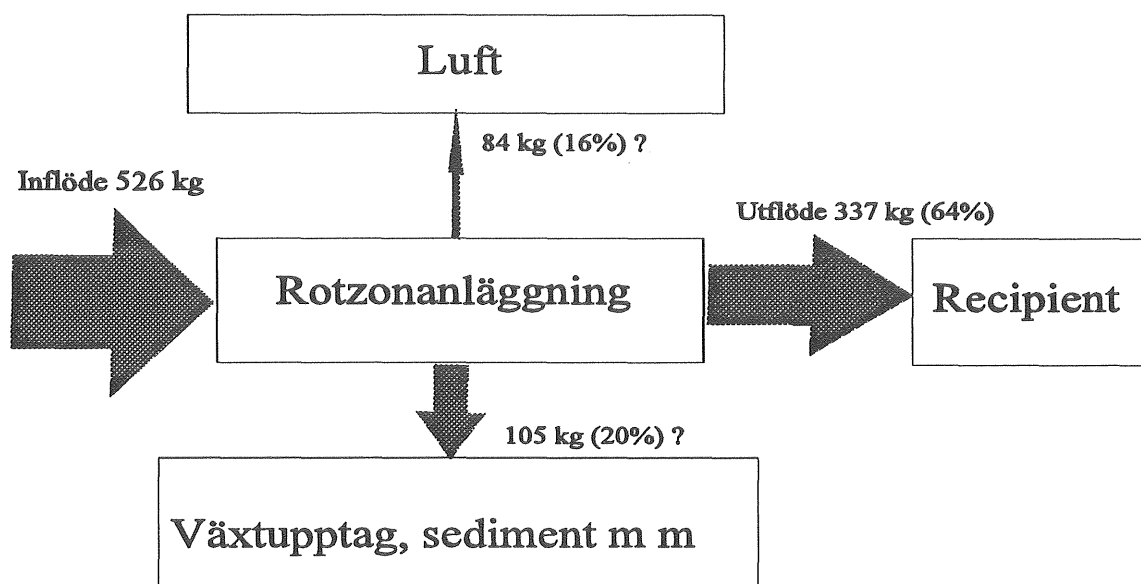 Luft
84 kg (16%) ?
Inflöde 526 kg
Utflöde 337 kg (64%)
Rotzonanläggning
Recipient
105 kg (20%) ?
Växtupptag, sediment m m